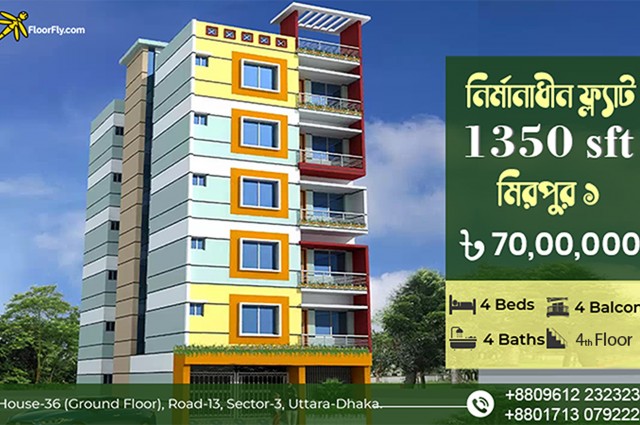 FloorFly.com
নির্মানাধীন ফ্ল্যাট
1350 sft
মিরপুর ১
৳ 70,00,000
4 Beds
4 Balcon
4 Baths
4th Floor
House-36 (Ground Floor), Road-13, Sector-3, Uttara-Dhaka.
+8809612 232323
+8801713 079222